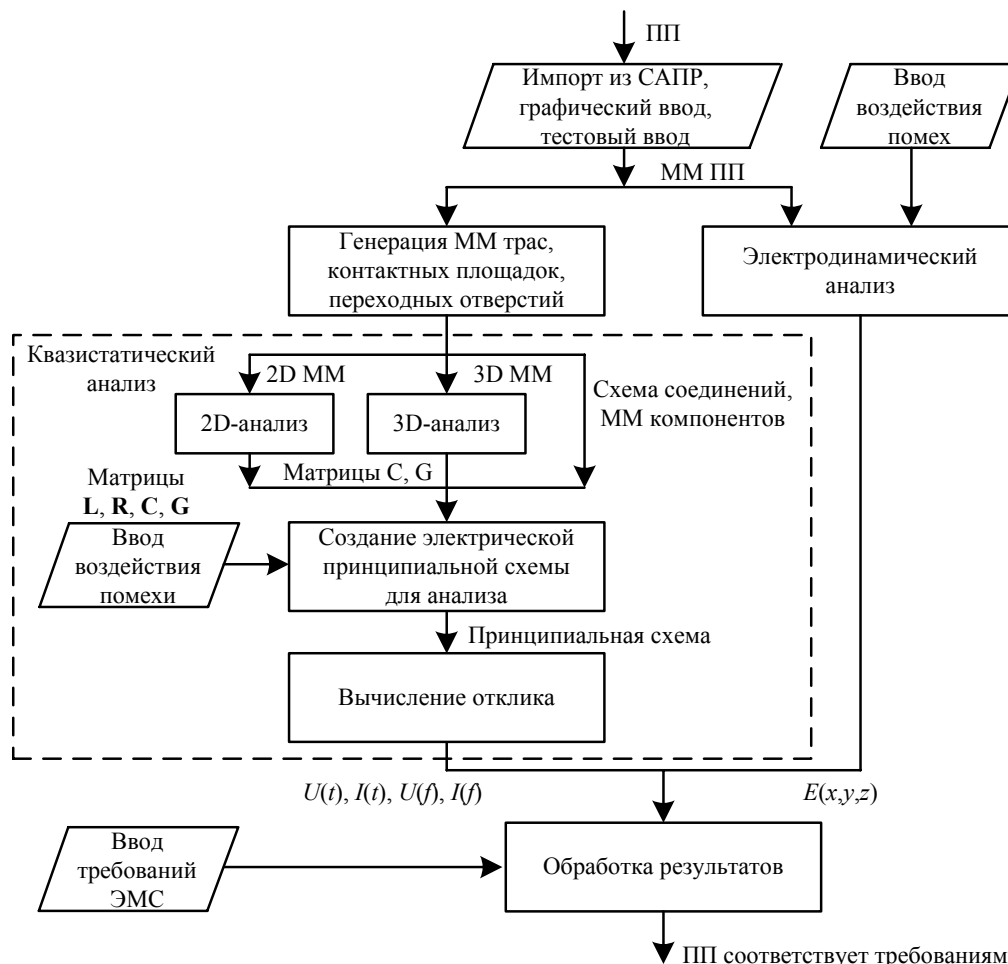 ПП
Импорт из САПР,
графический ввод,
тестовый ввод
Ввод
воздействия
помех
ММ ПП
Генерация ММ трас,
контактных площадок,
переходных отверстий
Электродинамический
анализ
Квазистатический
анализ
2D ММ
3D ММ
Схема соединений,
ММ компонентов
2D-анализ
3D-анализ
Матрицы C, G
Матрицы
L, R, C, G
Ввод
воздействия
помехи
Создание электрической
принципиальной схемы
для анализа
Принципиальная схема
Вычисление отклика
U(t), I(t), U(f), I(f)
E(x,y,z)
Ввод
требований
ЭМС
Обработка результатов
ПП соответствует требованиям